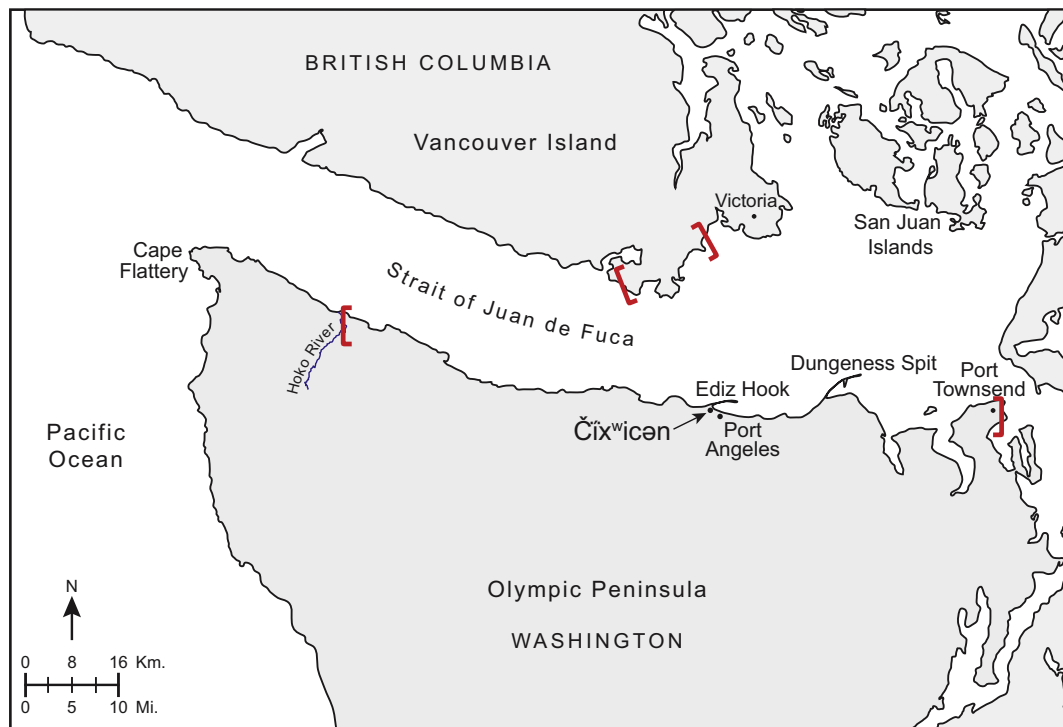 BRITISH COLUMBIA
Vancouver Island
Victoria
San Juan
Islands
Cape
Flattery
Strait of Juan de Fuca
Hoko River
Dungeness Spit
Port
Townsend
Ediz Hook
Čḯxʷicən
Port
Angeles
Pacific
Ocean
Olympic Peninsula
WASHINGTON
N
0 8 16 Km.
0 5 10 Mi.